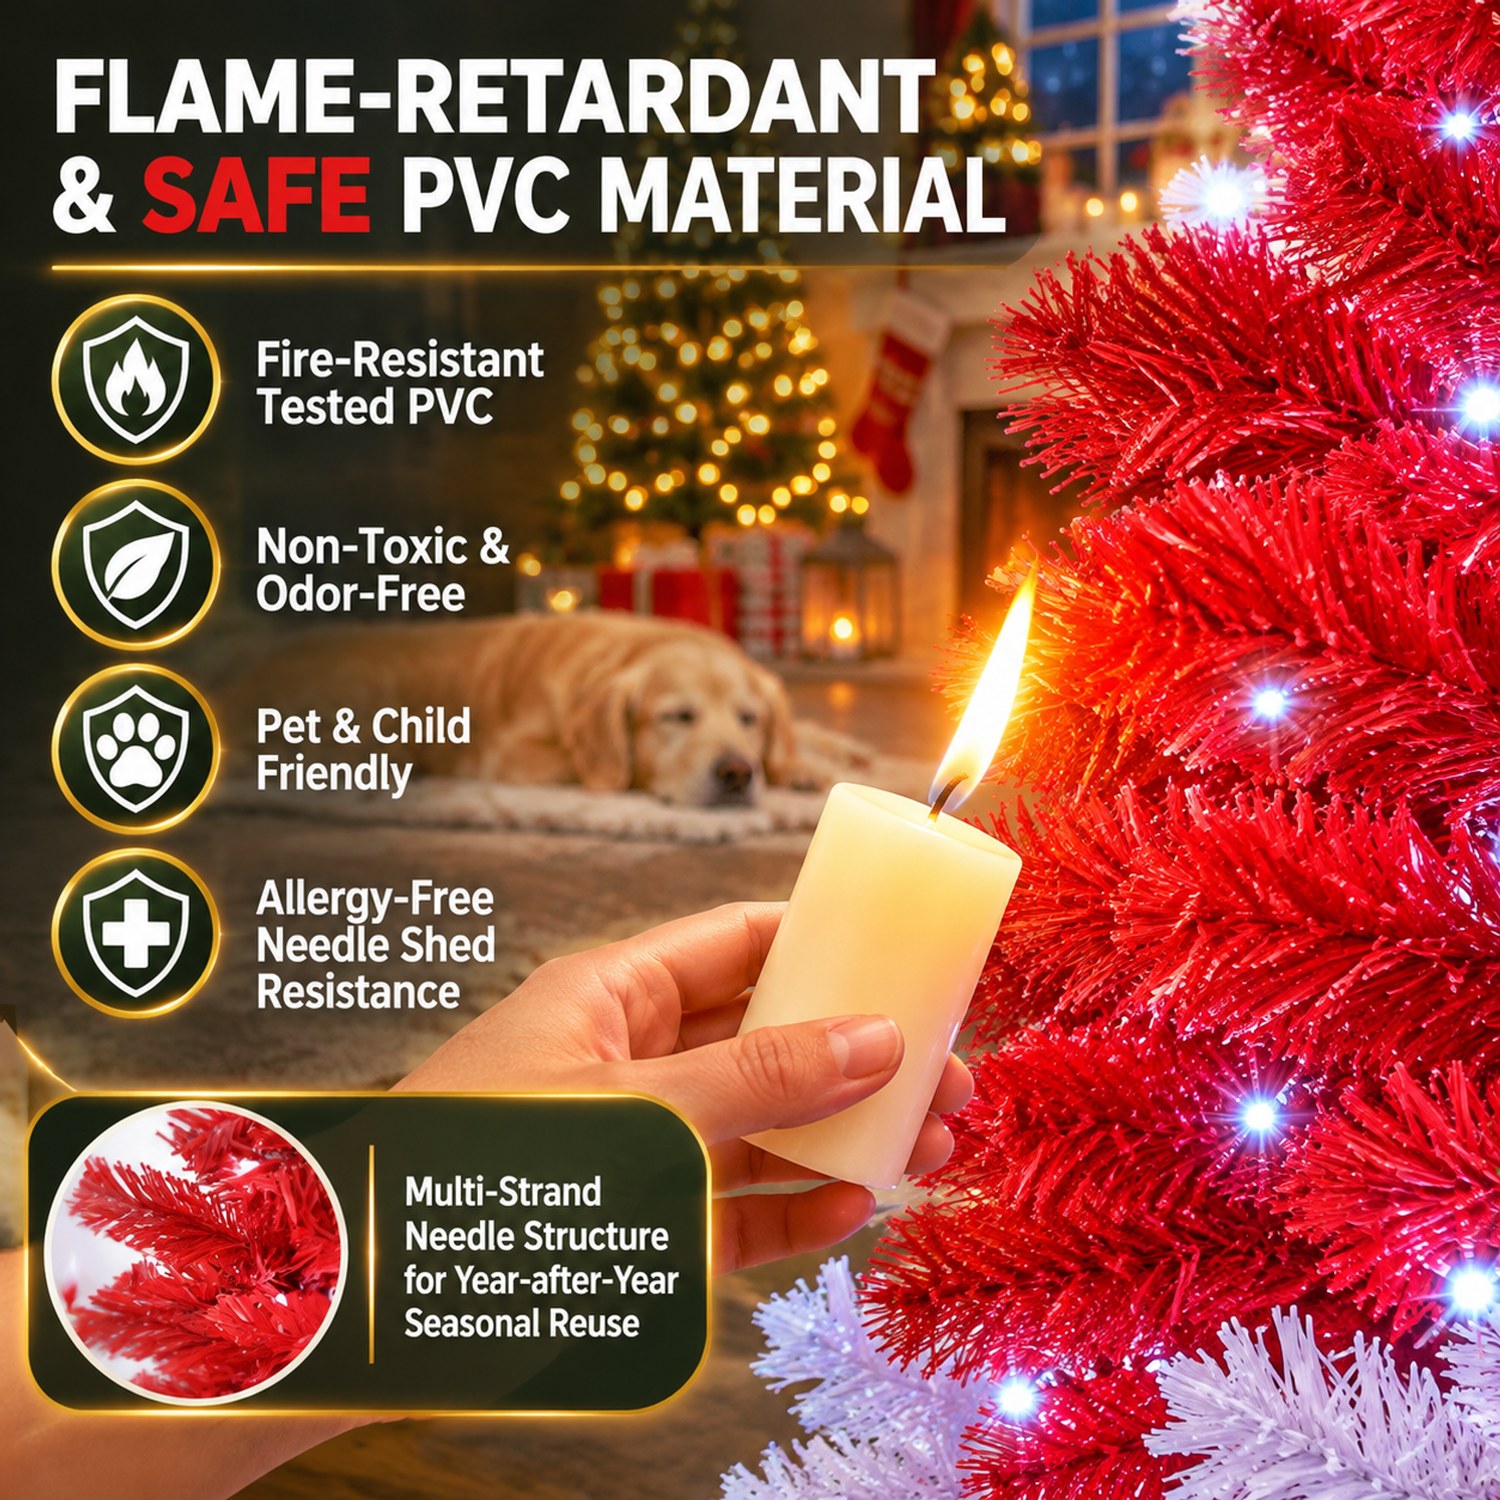 FLAME-RETARDANT
& SAFE PVC MATERIAL
Fire-Resistant
Tested PVC
Non-Toxic &
Odor-Free
Pet & Child
Friendly
Allergy-Free
Needle Shed
Resistance
Multi-Strand
Needle Structure
for Year-after-Year
Seasonal Reuse